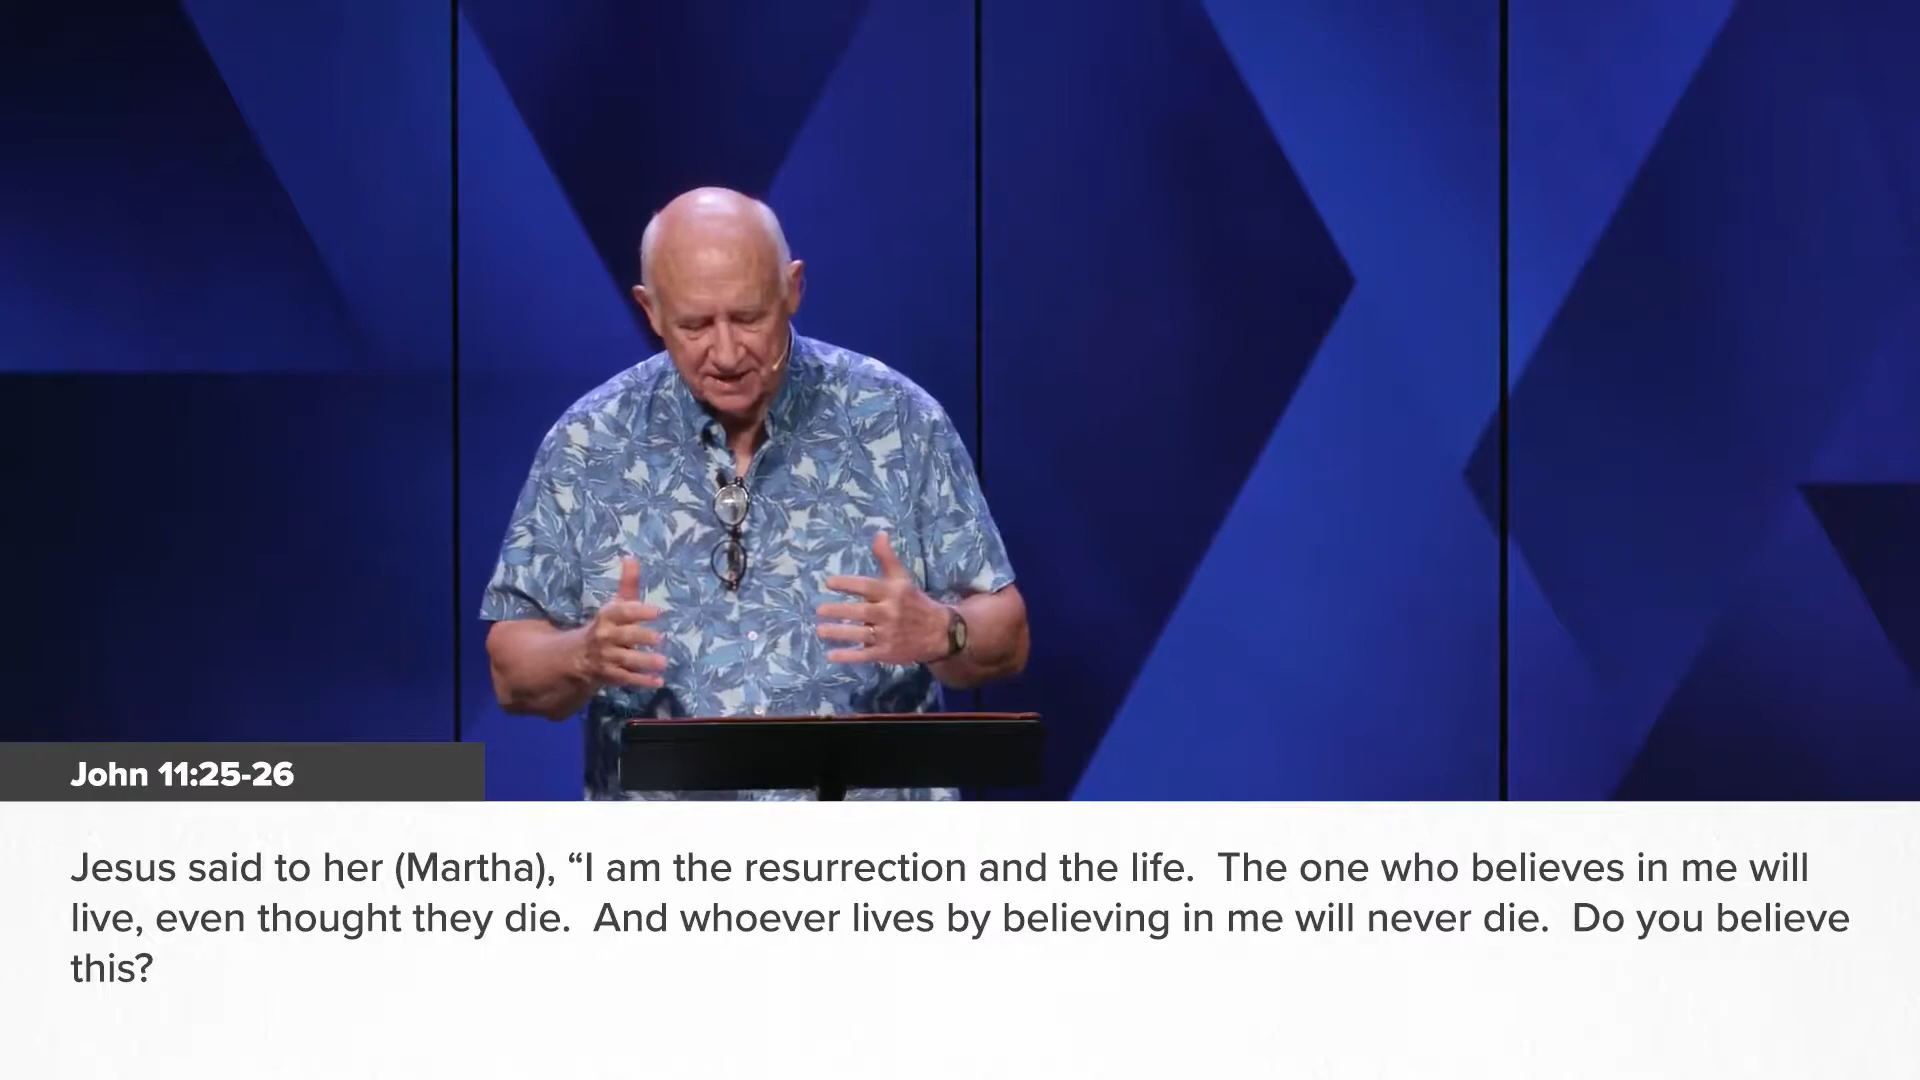 John 11:25-26
Jesus said to her (Martha), “I am the resurrection and the life.  The one who believes in me will
live, even thought they die.  And whoever lives by believing in me will never die.  Do you believe
this?